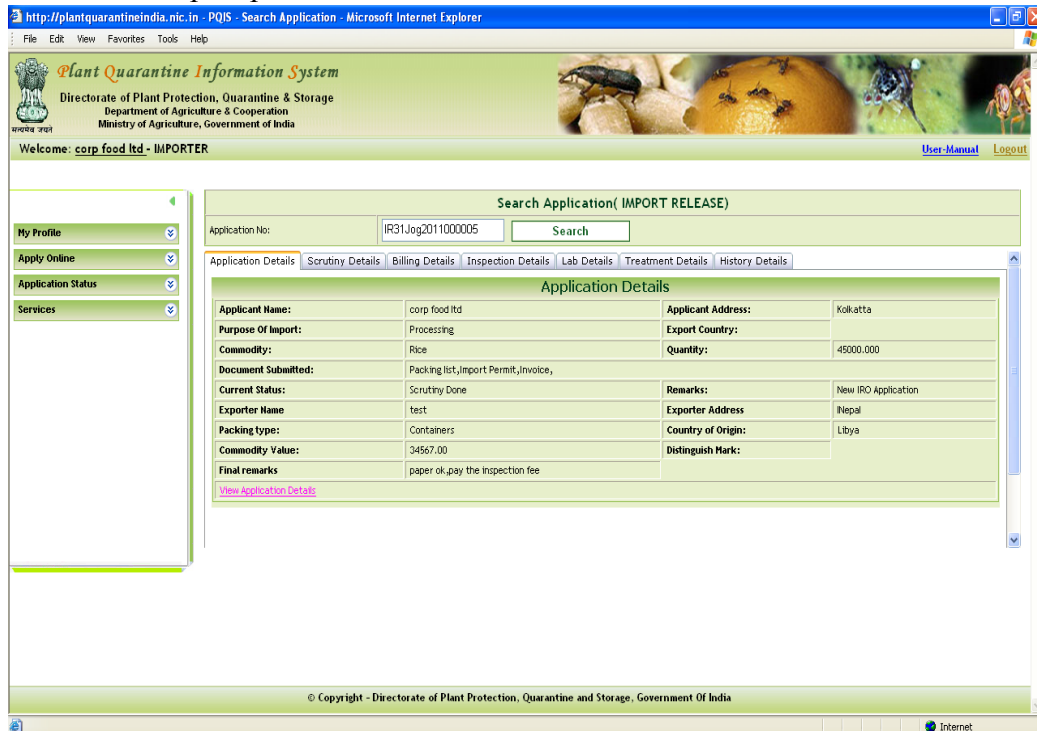 http://plantquarantineindia.nic.in - PQIS - Search Application - Microsoft Internet Explorer
File Edit View Favorites Tools Help
Plant Quarantine Information System
Directorate of Plant Protection, Quarantine & Storage
Department of Agriculture & Cooperation
Ministry of Agriculture, Government of India
सत्यमेव जयते
Welcome: corp food ltd - IMPORTER User-Manual Logout
Search Application( IMPORT RELEASE)
My Profile
Application No: IR31Jog2011000005 Search
Apply Online
Application Details Scrutiny Details Billing Details Inspection Details Lab Details Treatment Details History Details
Application Status
Application Details
Services
Applicant Name: corp food ltd Applicant Address: Kolkatta
Purpose Of Import: Processing Export Country:
Commodity: Rice Quantity: 45000.000
Document Submitted: Packing list,Import Permit,Invoice,
Current Status: Scrutiny Done Remarks: New IRO Application
Exporter Name test Exporter Address lNepal
Packing type: Containers Country of Origin: Libya
Commodity Value: 34567.00 Distinguish Mark:
Final remarks paper ok,pay the inspection fee
View Application Details
© Copyright - Directorate of Plant Protection, Quarantine and Storage, Government Of India
Internet